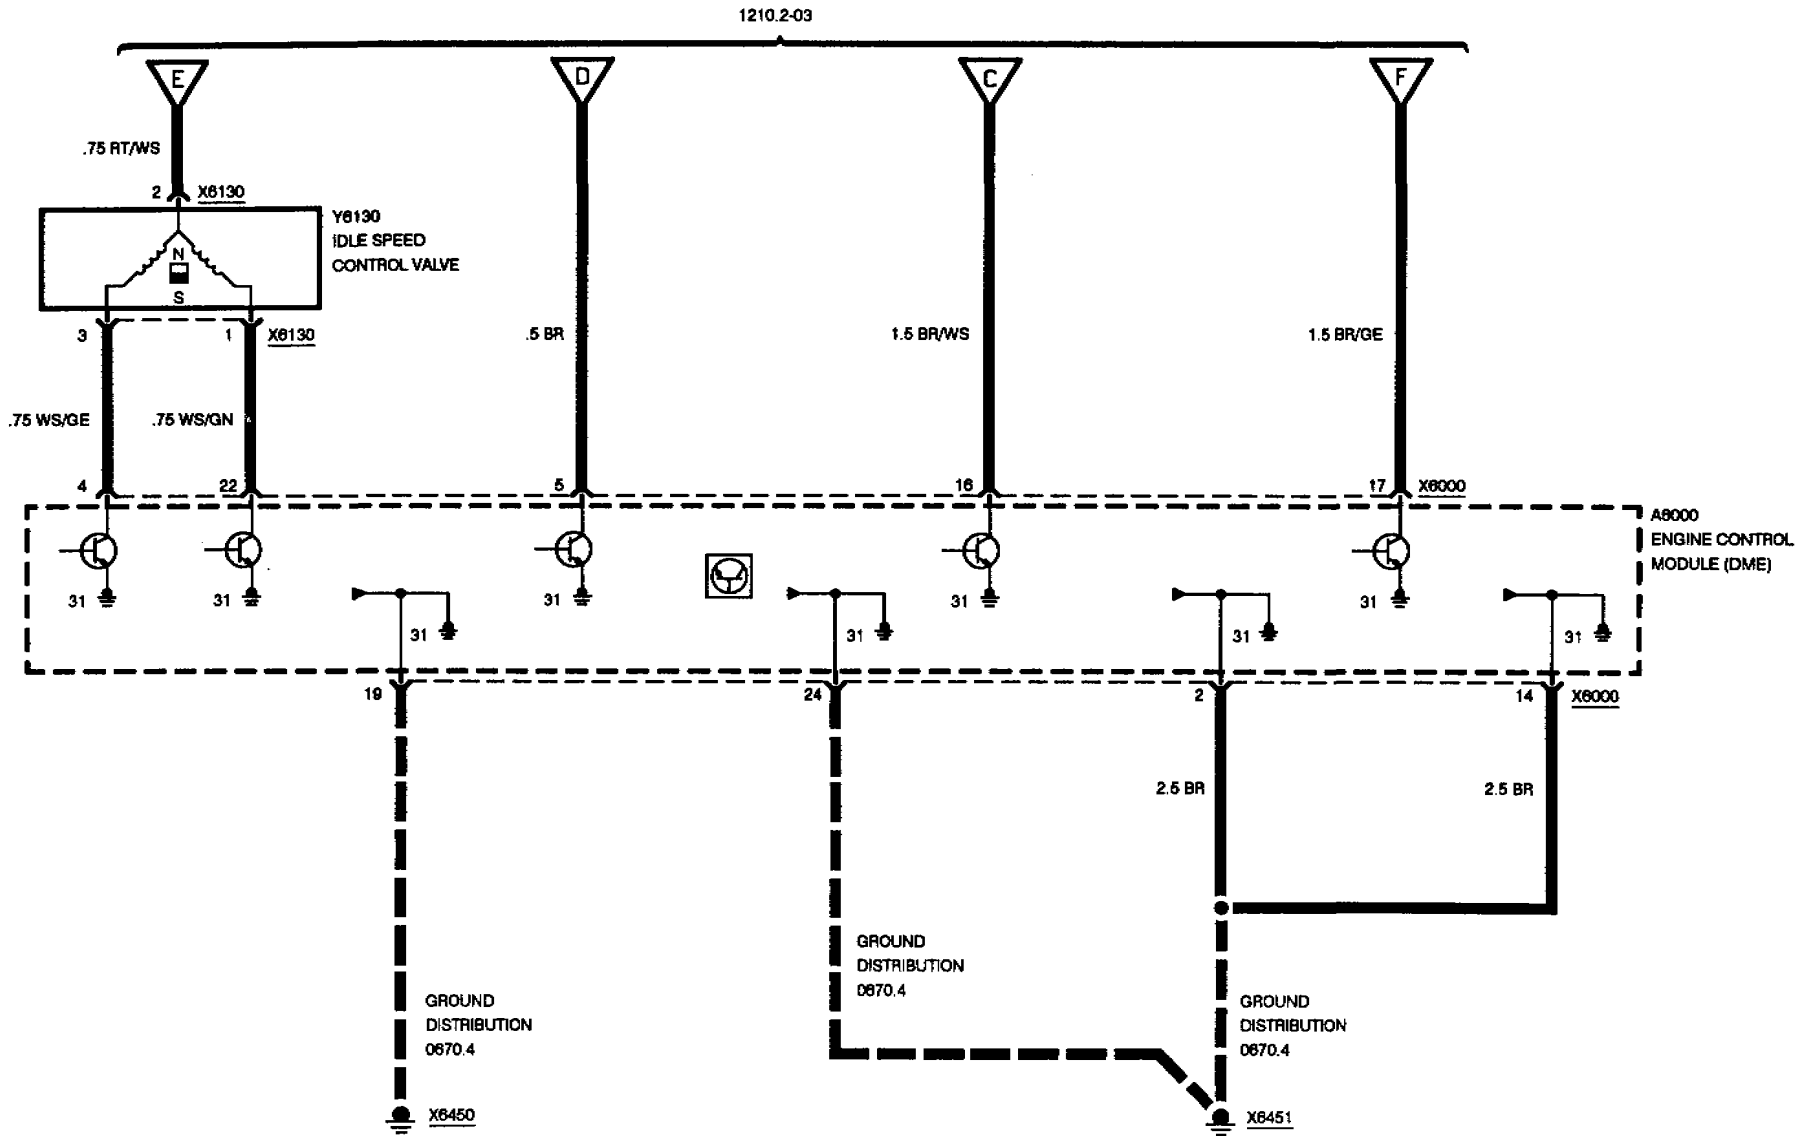 1210.2-03
E
D
C
F
.75 RT/WS
2
X6130
Y6130
IDLE SPEED
CONTROL VALVE
N
S
3
1
X6130
.5 BR
1.5 BR/WS
1.5 BR/GE
.75 WS/GE
.75 WS/GN
4
22
5
16
17
X6000
A6000
ENGINE CONTROL
MODULE (DME)
31
31
31
31
31
31
31
31
31
19
24
2
14
X6000
2.5 BR
2.5 BR
GROUND
DISTRIBUTION
0670.4
GROUND
DISTRIBUTION
0670.4
GROUND
DISTRIBUTION
0670.4
X6450
X6451